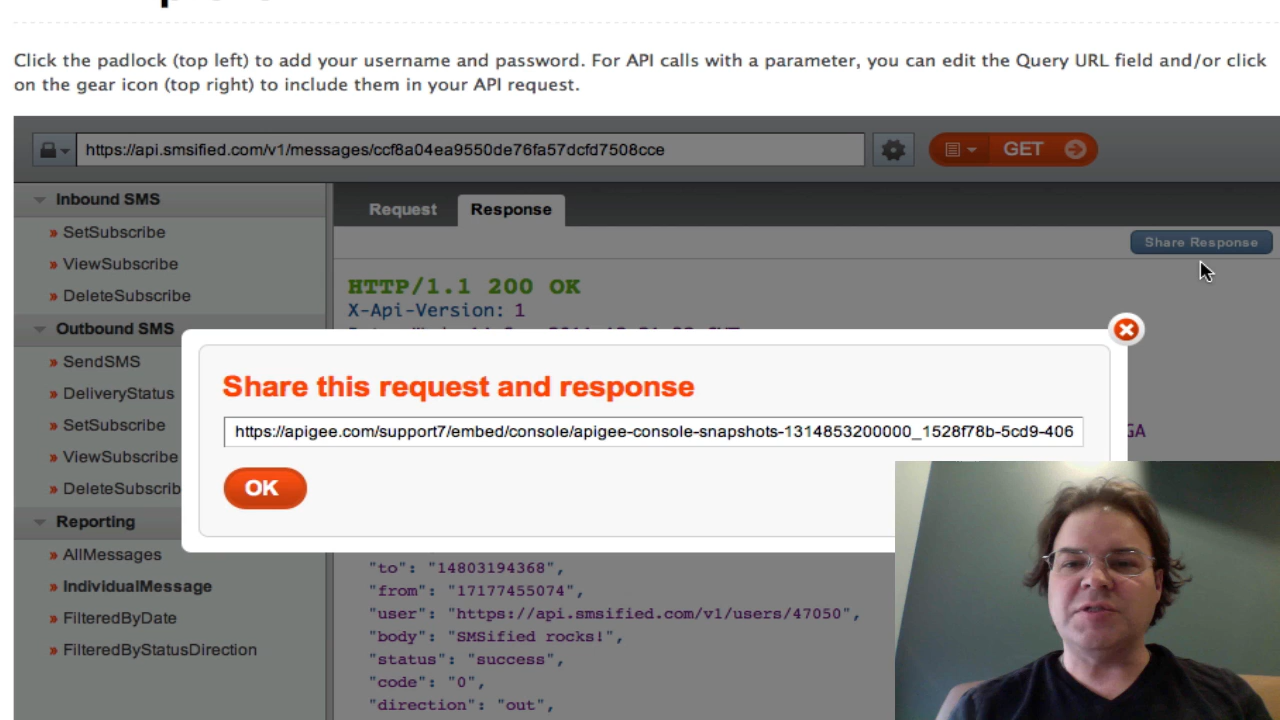 Click the padlock (top left) to add your username and password. For API calls with a parameter, you can edit the Query URL field and/or click
on the gear icon (top right) to include them in your API request.
https://api.smsified.com/v1/messages/ccf8a04ea9550de76fa57dcfd7508cce
GET
Inbound SMS
SetSubscribe
ViewSubscribe
DeleteSubscribe
Outbound SMS
SendSMS
DeliveryStatus
SetSubscribe
ViewSubscribe
DeleteSubscrib
Reporting
AllMessages
IndividualMessage
FilteredByDate
FilteredByStatusDirection
Request
Response
Share Response
HTTP/1.1 200 OK
X-Api-Version: 1
GA
Share this request and response
https://apigee.com/support7/embed/console/apigee-console-snapshots-1314853200000_1528f78b-5cd9-406
OK
"to": "14803194368",
"from": "17177455074",
"user": "https://api.smsified.com/v1/users/47050",
"body": "SMSified rocks!",
"status": "success",
"code": "0",
"direction": "out",